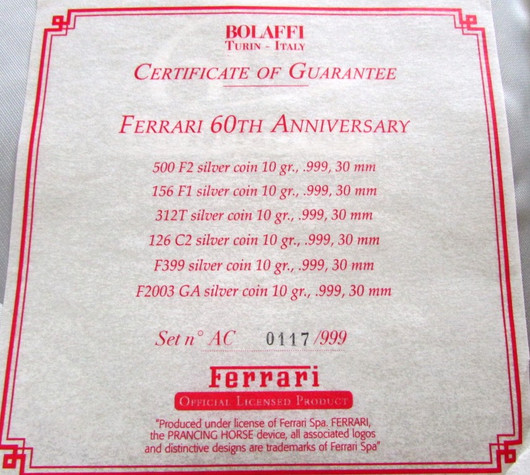 BOLAFFI
TURIN - ITALY
CERTIFICATE OF GUARANTEE
FERRARI 60TH ANNIVERSARY
500 F2 silver coin 10 gr., .999, 30 mm
156 F1 silver coin 10 gr., .999, 30 mm
312T silver coin 10 gr., .999, 30 mm
126 C2 silver coin 10 gr., .999, 30 mm
F399 silver coin 10 gr., .999, 30 mm
F2003 GA silver coin 10 gr., .999, 30 mm
Set n° AC 0117 /999
Ferrari
OFFICIAL LICENSED PRODUCT
"Produced under license of Ferrari Spa. FERRARI,
the PRANCING HORSE device, all associated logos
and distinctive designs are trademarks of Ferrari Spa"